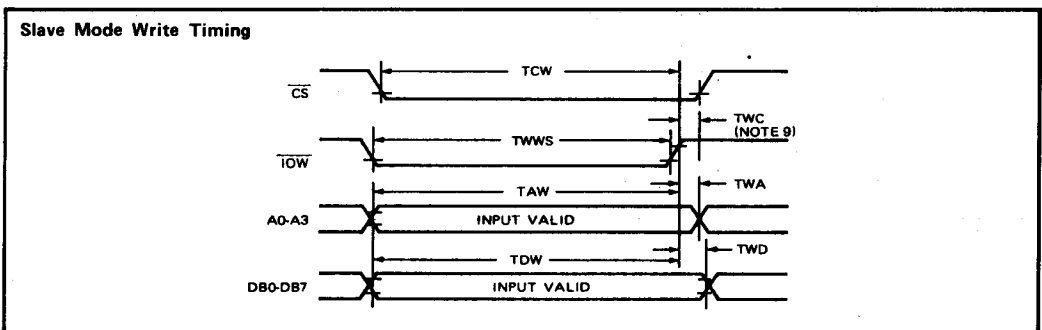 Slave Mode Write Timing
TCW
CS
TWC
(NOTE 9)
TWWS
IOW
TWA
TAW
A0-A3
INPUT VALID
TWD
TDW
DB0-DB7
INPUT VALID